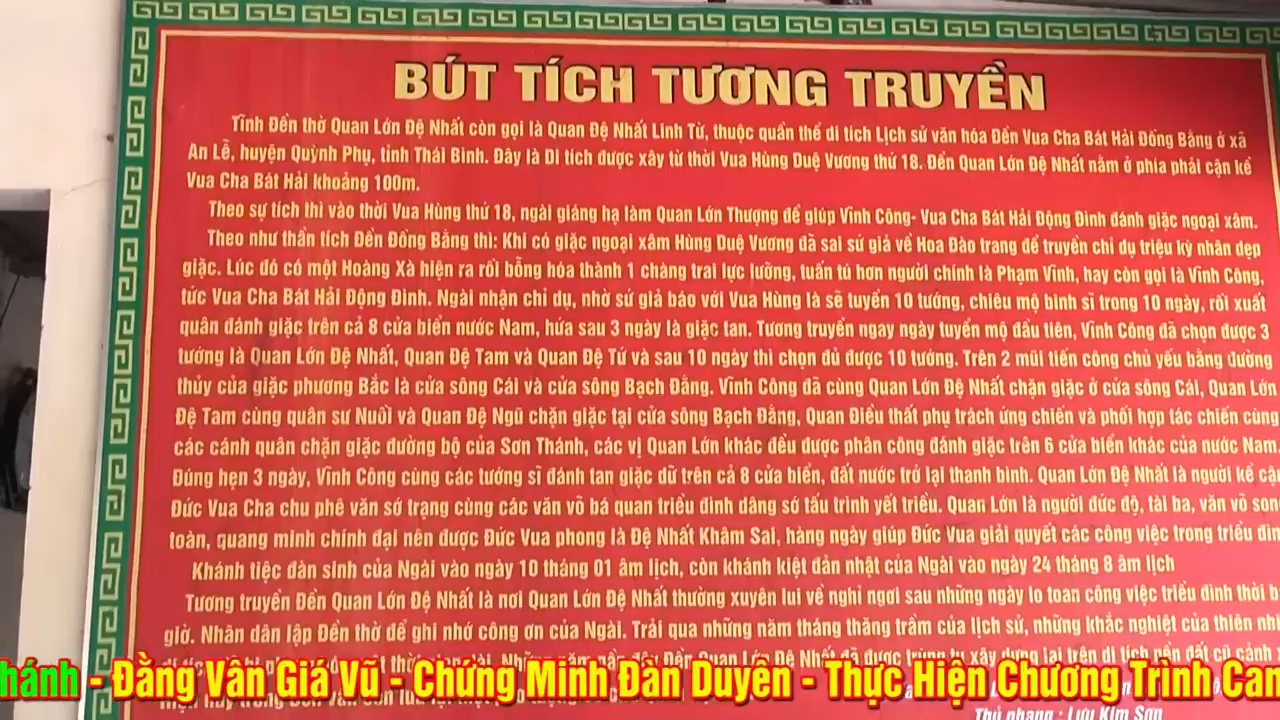 BÚT TÍCH TƯƠNG TRUYỀN
Tĩnh Đền thờ Quan Lớn Đệ Nhất còn gọi là Quan Đệ Nhất Linh Từ, thuộc quần thể di tích Lịch sử văn hóa Đền Vua Cha Bát Hải Đồng Bằng ở xã
An Lễ, huyện Quỳnh Phụ, tỉnh Thái Bình. Đây là Di tích được xây từ thời Vua Hùng Duệ Vương thứ 18. Đền Quan Lớn Đệ Nhất nằm ở phía phải cận kề
Vua Cha Bát Hải khoảng 100m.
Theo sự tích thì vào thời Vua Hùng thứ 18, ngài giáng hạ làm Quan Lớn Thượng để giúp Vĩnh Công- Vua Cha Bát Hải Động Đình đánh giặc ngoại xâm.
Theo như thần tích Đền Đồng Bằng thì: Khi có giặc ngoại xâm Hùng Duệ Vương đã sai sứ giả về Hoa Đào trang để truyền chỉ dụ triệu kỳ nhân dẹp
giặc. Lúc đó có một Hoàng Xà hiện ra rồi bỗng hóa thành 1 chàng trai lực lưỡng, tuấn tú hơn người chính là Phạm Vĩnh, hay còn gọi là Vĩnh Công,
tức Vua Cha Bát Hải Động Đình. Ngài nhận chỉ dụ, nhờ sứ giả báo với Vua Hùng là sẽ tuyển 10 tướng, chiêu mộ binh sĩ trong 10 ngày, rồi xuất
quân đánh giặc trên cả 8 cửa biển nước Nam, hứa sau 3 ngày là giặc tan. Tương truyền ngay ngày tuyển mộ đầu tiên, Vĩnh Công đã chọn được 3
tướng là Quan Lớn Đệ Nhất, Quan Đệ Tam và Quan Đệ Tứ và sau 10 ngày thì chọn đủ được 10 tướng. Trên 2 mũi tiến công chủ yếu bằng đường
thủy của giặc phương Bắc là cửa sông Cái và cửa sông Bạch Đằng. Vĩnh Công đã cùng Quan Lớn Đệ Nhất chặn giặc ở cửa sông Cái, Quan Lớn
Đệ Tam cùng quân sư Nuôi và Quan Đệ Ngũ chặn giặc tại cửa sông Bạch Đằng, Quan Điều thất phụ trách ứng chiến và phối hợp tác chiến cùng
các cánh quân chặn giặc đường bộ của Sơn Thánh, các vị Quan Lớn khác đều được phân công đánh giặc trên 6 cửa biển khác của nước Nam.
Đúng hẹn 3 ngày, Vĩnh Công cùng các tướng sĩ đánh tan giặc dữ trên cả 8 cửa biển, đất nước trở lại thanh bình. Quan Lớn Đệ Nhất là người kề cậ
Đức Vua Cha chu phê văn sớ trạng cùng các văn võ bá quan triều đình dâng sớ tấu trình yết triều. Quan Lớn là người đức độ, tài ba, văn võ son
toàn, quang minh chính đại nên được Đức Vua phong là Đệ Nhất Khâm Sai, hàng ngày giúp Đức Vua giải quyết các công việc trong triều đìn
Khánh tiệc đản sinh của Ngài vào ngày 10 tháng 01 âm lịch, còn khánh kiệt đản nhật của Ngài vào ngày 24 tháng 8 âm lịch
Tương truyền Đền Quan Lớn Đệ Nhất là nơi Quan Lớn Đệ Nhất thường xuyên lui về nghỉ ngơi sau những ngày lo toan công việc triều đình thời b
giờ. Nhân dân lập Đền thờ để ghi nhớ công ơn của Ngài. Trải qua những năm tháng thăng trầm của lịch sử, những khắc nghiệt của thiên nhi
Đền Quan Lớn Đệ Nhất đã được trùng tu xây dựng lại trên di tích nền đất cũ cảnh
hánh - Đằng Vân Giá Vũ - Chứng Minh Đàn Duyên - Thực Hiện Chương Trình Can
Thủ nhang : Lưu Kim Sơn